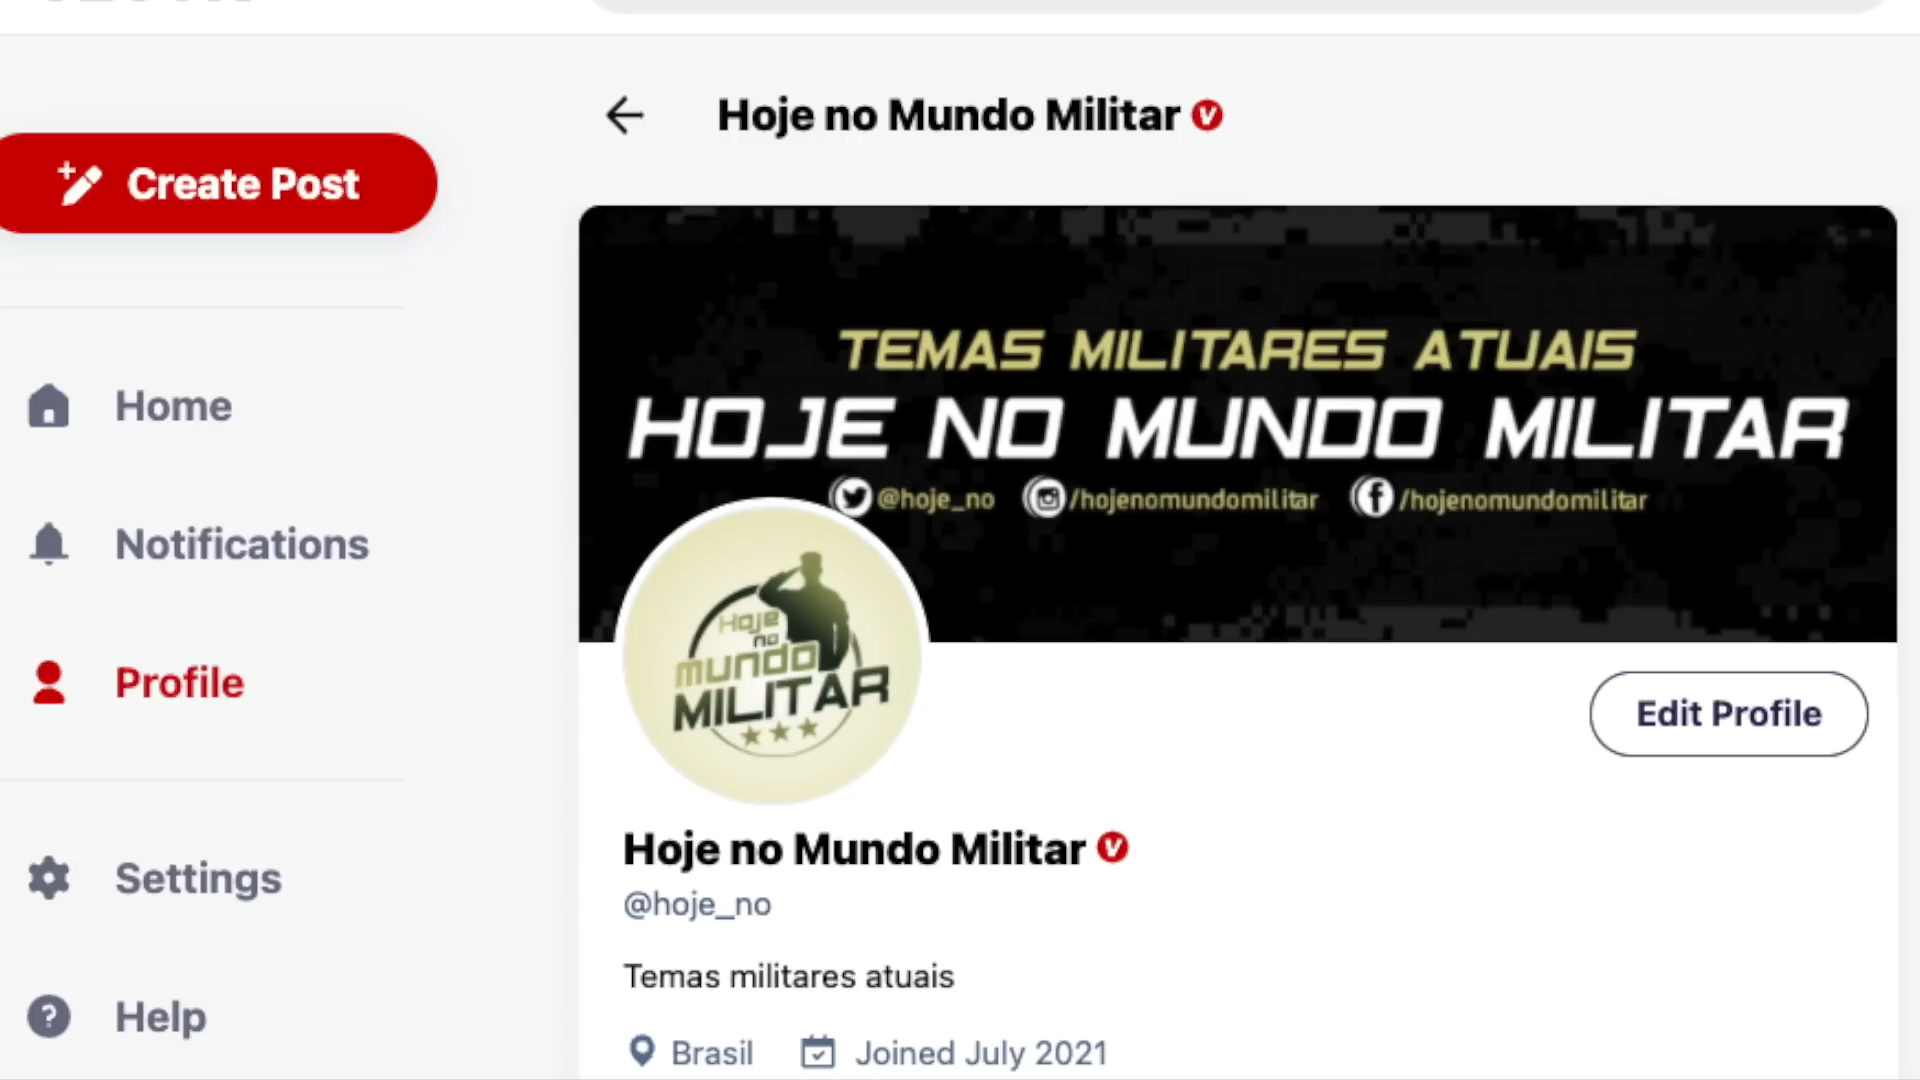 Hoje no Mundo Militar
Create Post
TEMAS MILITARES ATUAIS
HOJE NO MUNDO MILITAR
@hoje_no /hojenomundomilitar /hojenomundomilitar
Home
Notifications
Profile
Settings
Help
Hoje
no
mundo
MILITAR
Edit Profile
Hoje no Mundo Militar
@hoje_no
Temas militares atuais
Brasil Joined July 2021